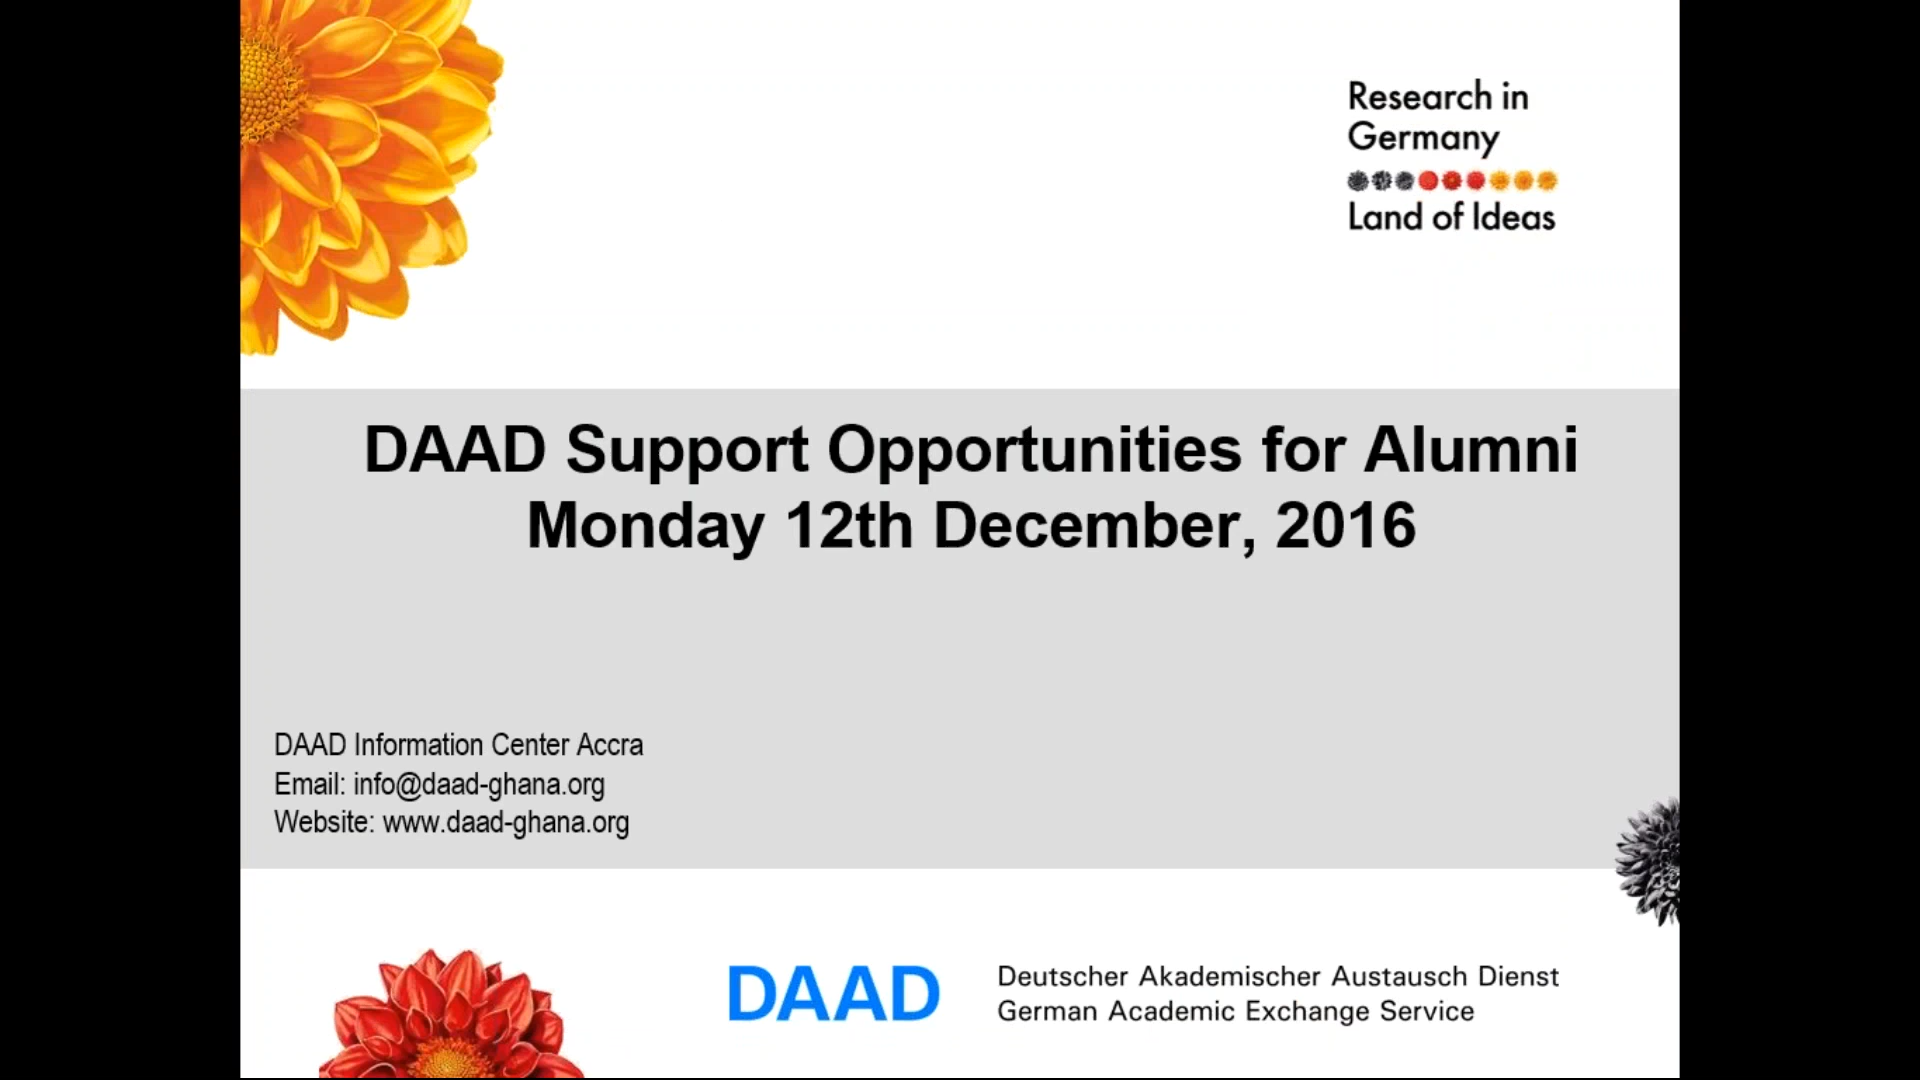 Research in
Germany
Land of Ideas
DAAD Support Opportunities for Alumni
Monday 12th December, 2016
DAAD Information Center Accra
Email: info@daad-ghana.org
Website: www.daad-ghana.org
DAAD
Deutscher Akademischer Austausch Dienst
German Academic Exchange Service